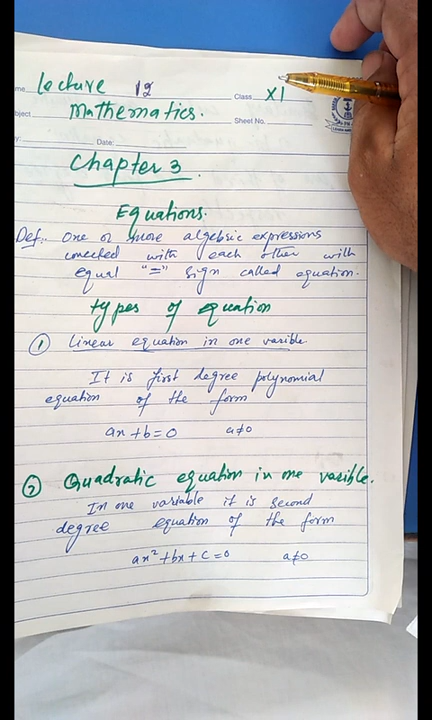 Lecture 12
Class XI
Mathematics.
Sheet No.
Date:
Chapter 3.
Equations.
Def:. One or more algebric expressions
conected with each other with
equal "=" sign called equation.
Types of equation
① Linear equation in one varible
It is first degree polynomial
equation of the form
ax+b=0 a≠0
② Quadratic equation in one varible.
In one variable it is second
degree equation of the form
ax²+bx+c=0 a≠0